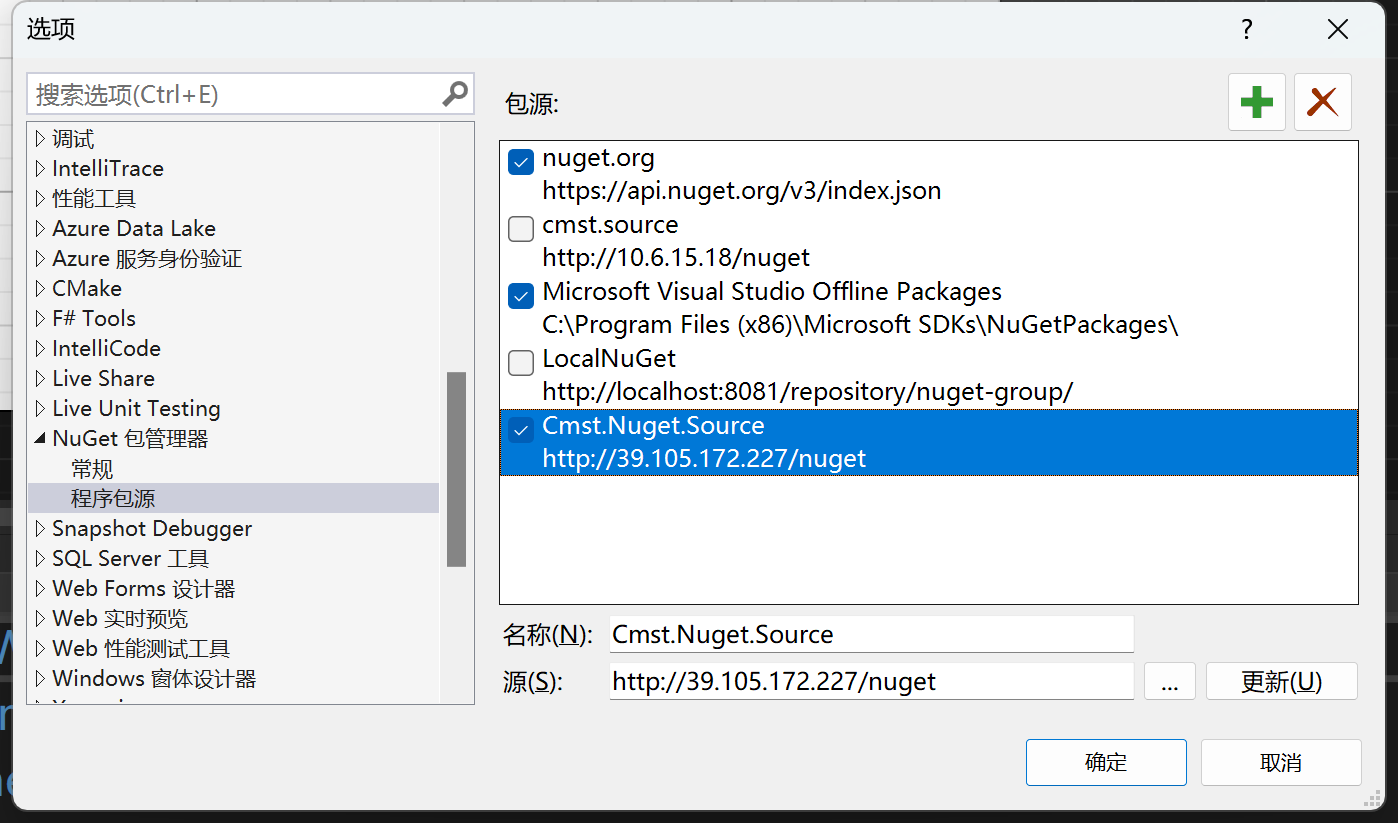 选项
?
搜索选项(Ctrl+E)
调试
IntelliTrace
性能工具
Azure Data Lake
Azure 服务身份验证
CMake
F# Tools
IntelliCode
Live Share
Live Unit Testing
NuGet 包管理器
常规
程序包源
Snapshot Debugger
SQL Server 工具
Web Forms 设计器
Web 实时预览
Web 性能测试工具
Windows 窗体设计器
包源:
nuget.org
https://api.nuget.org/v3/index.json
cmst.source
http://10.6.15.18/nuget
Microsoft Visual Studio Offline Packages
C:\Program Files (x86)\Microsoft SDKs\NuGetPackages\
LocalNuGet
http://localhost:8081/repository/nuget-group/
Cmst.Nuget.Source
http://39.105.172.227/nuget
名称(N): Cmst.Nuget.Source
源(S): http://39.105.172.227/nuget ... 更新(U)
确定 取消